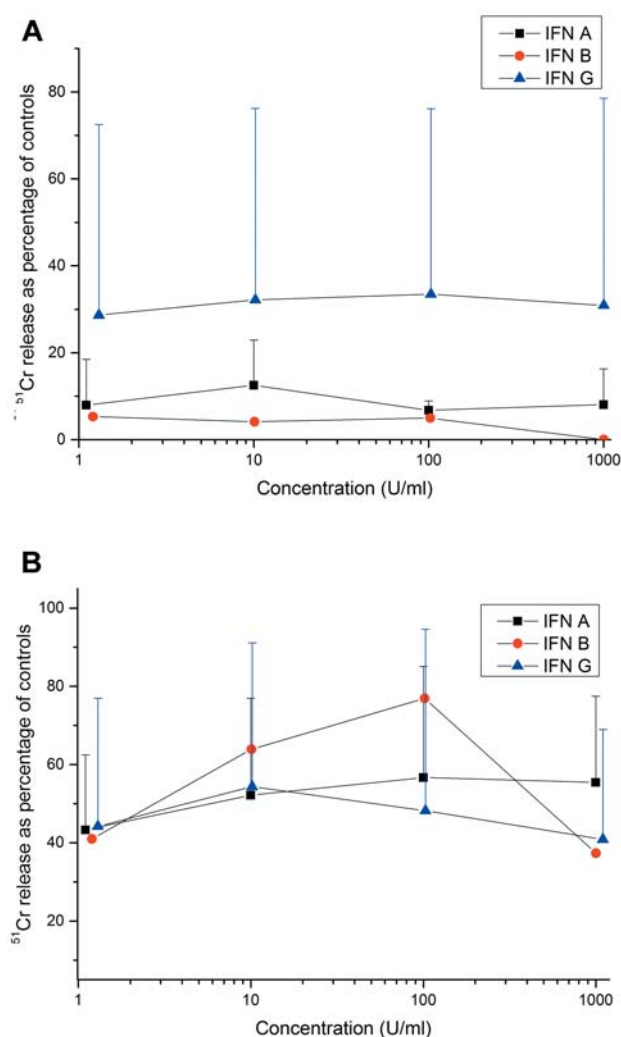 A
IFN A
IFN B
IFN G
80
60
40
20
0
51Cr release as percentage of controls
1 10 100 1000
Concentration (U/ml)
B
IFN A
IFN B
IFN G
100
80
60
40
20
51Cr release as percentage of controls
1 10 100 1000
Concentration (U/ml)